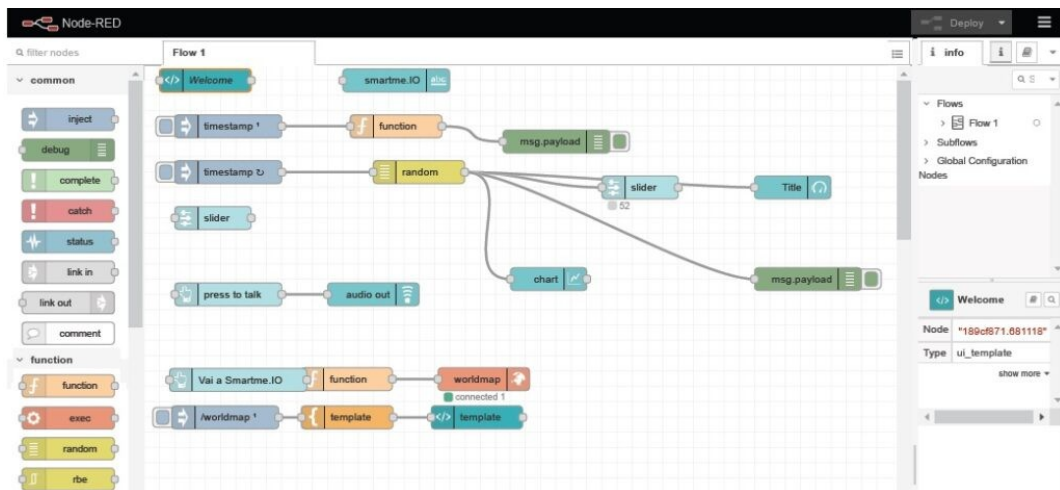 Node-RED
Deploy
filter nodes
Flow 1
i info
i
common
Welcome
smartme.IO
abc
inject
timestamp ¹
function
msg.payload
Flows
Flow 1
Subflows
Global Configuration
Nodes
debug
complete
timestamp ↻
random
slider
Title
52
catch
slider
status
link in
chart
msg.payload
link out
press to talk
audio out
Welcome
comment
Node
"189cf871.681118"
function
Type
ui_template
function
Vai a Smartme.IO
function
worldmap
show more
connected 1
exec
/worldmap ¹
template
template
random
rbe